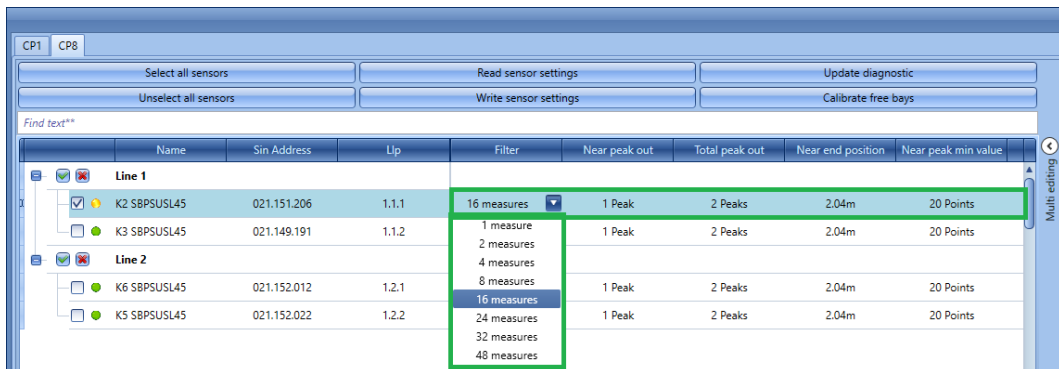 CP1 CP8
Select all sensors Read sensor settings Update diagnostic
Unselect all sensors Write sensor settings Calibrate free bays
Find text**
Name Sin Address Llp Filter Near peak out Total peak out Near end position Near peak min value
Multi editing
Line 1
K2 SBPSUSL45 021.151.206 1.1.1 16 measures 1 Peak 2 Peaks 2.04m 20 Points
K3 SBPSUSL45 021.149.191 1.1.2 1 Peak 2 Peaks 2.04m 20 Points
Line 2
K6 SBPSUSL45 021.152.012 1.2.1 1 Peak 2 Peaks 2.04m 20 Points
K5 SBPSUSL45 021.152.022 1.2.2 1 Peak 2 Peaks 2.04m 20 Points
1 measure
2 measures
4 measures
8 measures
16 measures
24 measures
32 measures
48 measures